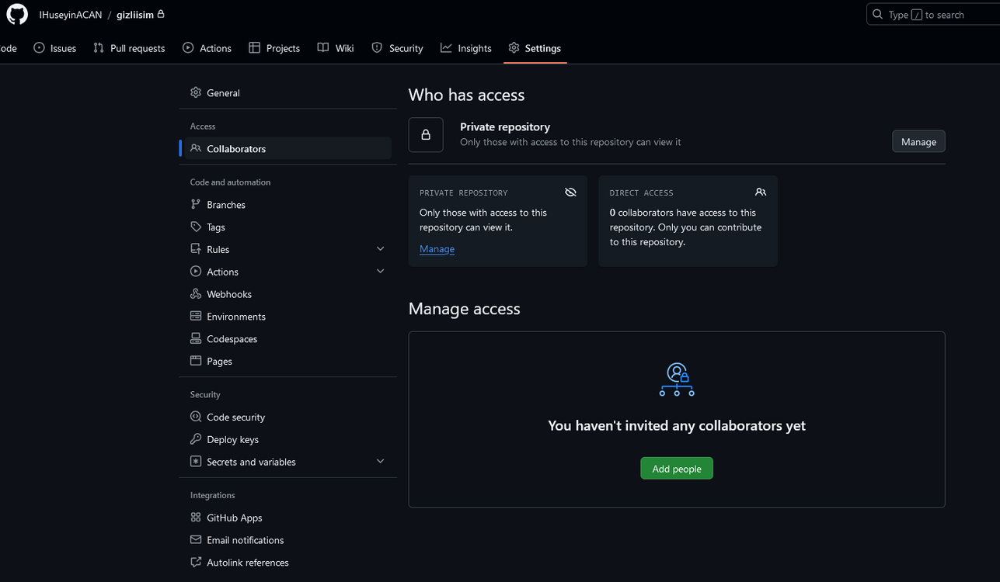 IHuseyinACAN / gizliisim
Type / to search
ode Issues Pull requests Actions Projects Wiki Security Insights Settings
General
Access
Collaborators
Code and automation
Branches
Tags
Rules
Actions
Webhooks
Environments
Codespaces
Pages
Security
Code security
Deploy keys
Secrets and variables
Integrations
GitHub Apps
Email notifications
Autolink references
Who has access
Private repository
Only those with access to this repository can view it
Manage
PRIVATE REPOSITORY
Only those with access to this
repository can view it.
Manage
DIRECT ACCESS
0 collaborators have access to this
repository. Only you can contribute
to this repository.
Manage access
You haven't invited any collaborators yet
Add people